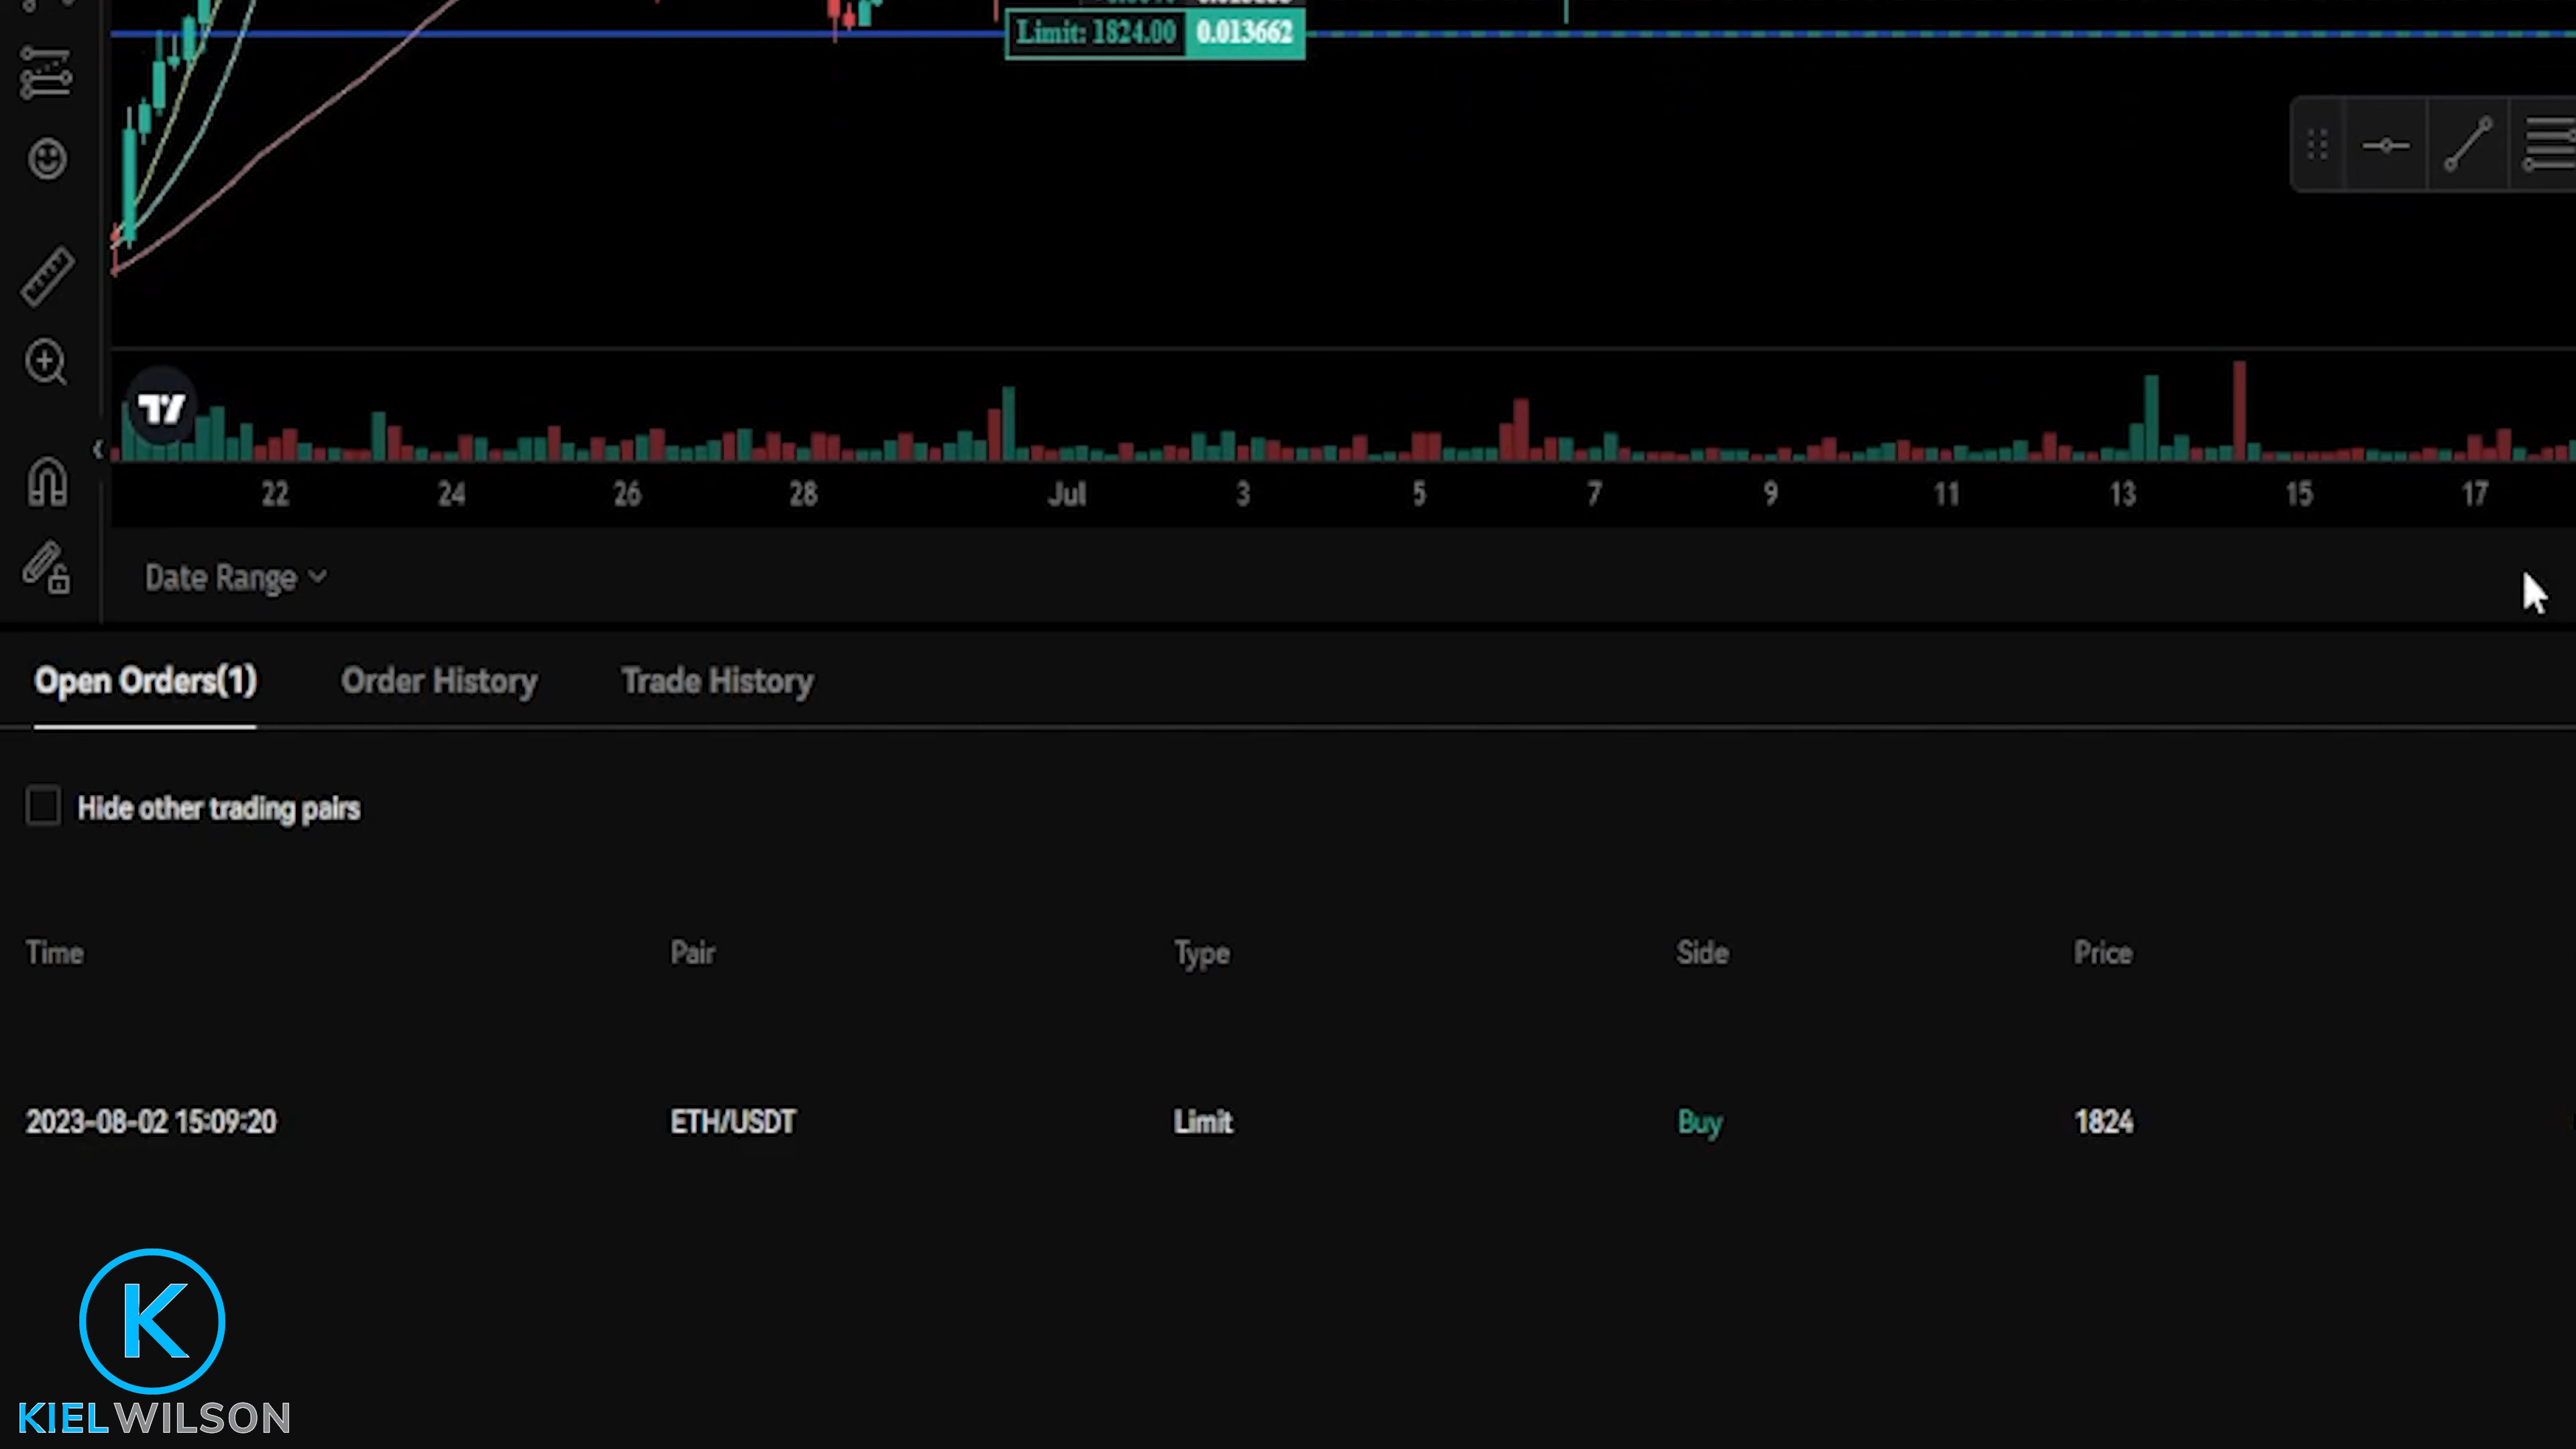 Limit: 1824.00 0.013662
22 24 26 28 Jul 3 5 7 9 11 13 15 17
Date Range
Open Orders(1) Order History Trade History
Hide other trading pairs
Time Pair Type Side Price
2023-08-02 15:09:20 ETH/USDT Limit Buy 1824
K
KIELWILSON